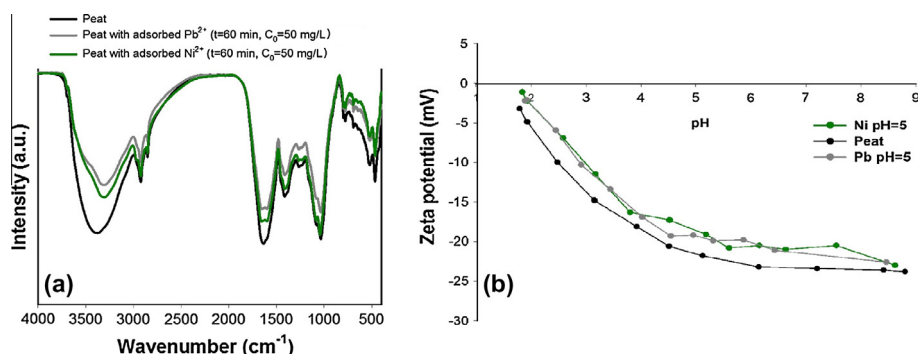 Peat
Peat with adsorbed Pb²⁺ (t=60 min, C₀=50 mg/L)
Peat with adsorbed Ni²⁺ (t=60 min, C₀=50 mg/L)
Intensity (a.u.)
(a)
4000 3500 3000 2500 2000 1500 1000 500
Wavenumber (cm⁻¹)
5
0
-5
-10
-15
-20
-25
-30
Zeta potential (mV)
1 2 3 4 5 6 7 8 9
pH
Ni pH=5
Peat
Pb pH=5
(b)